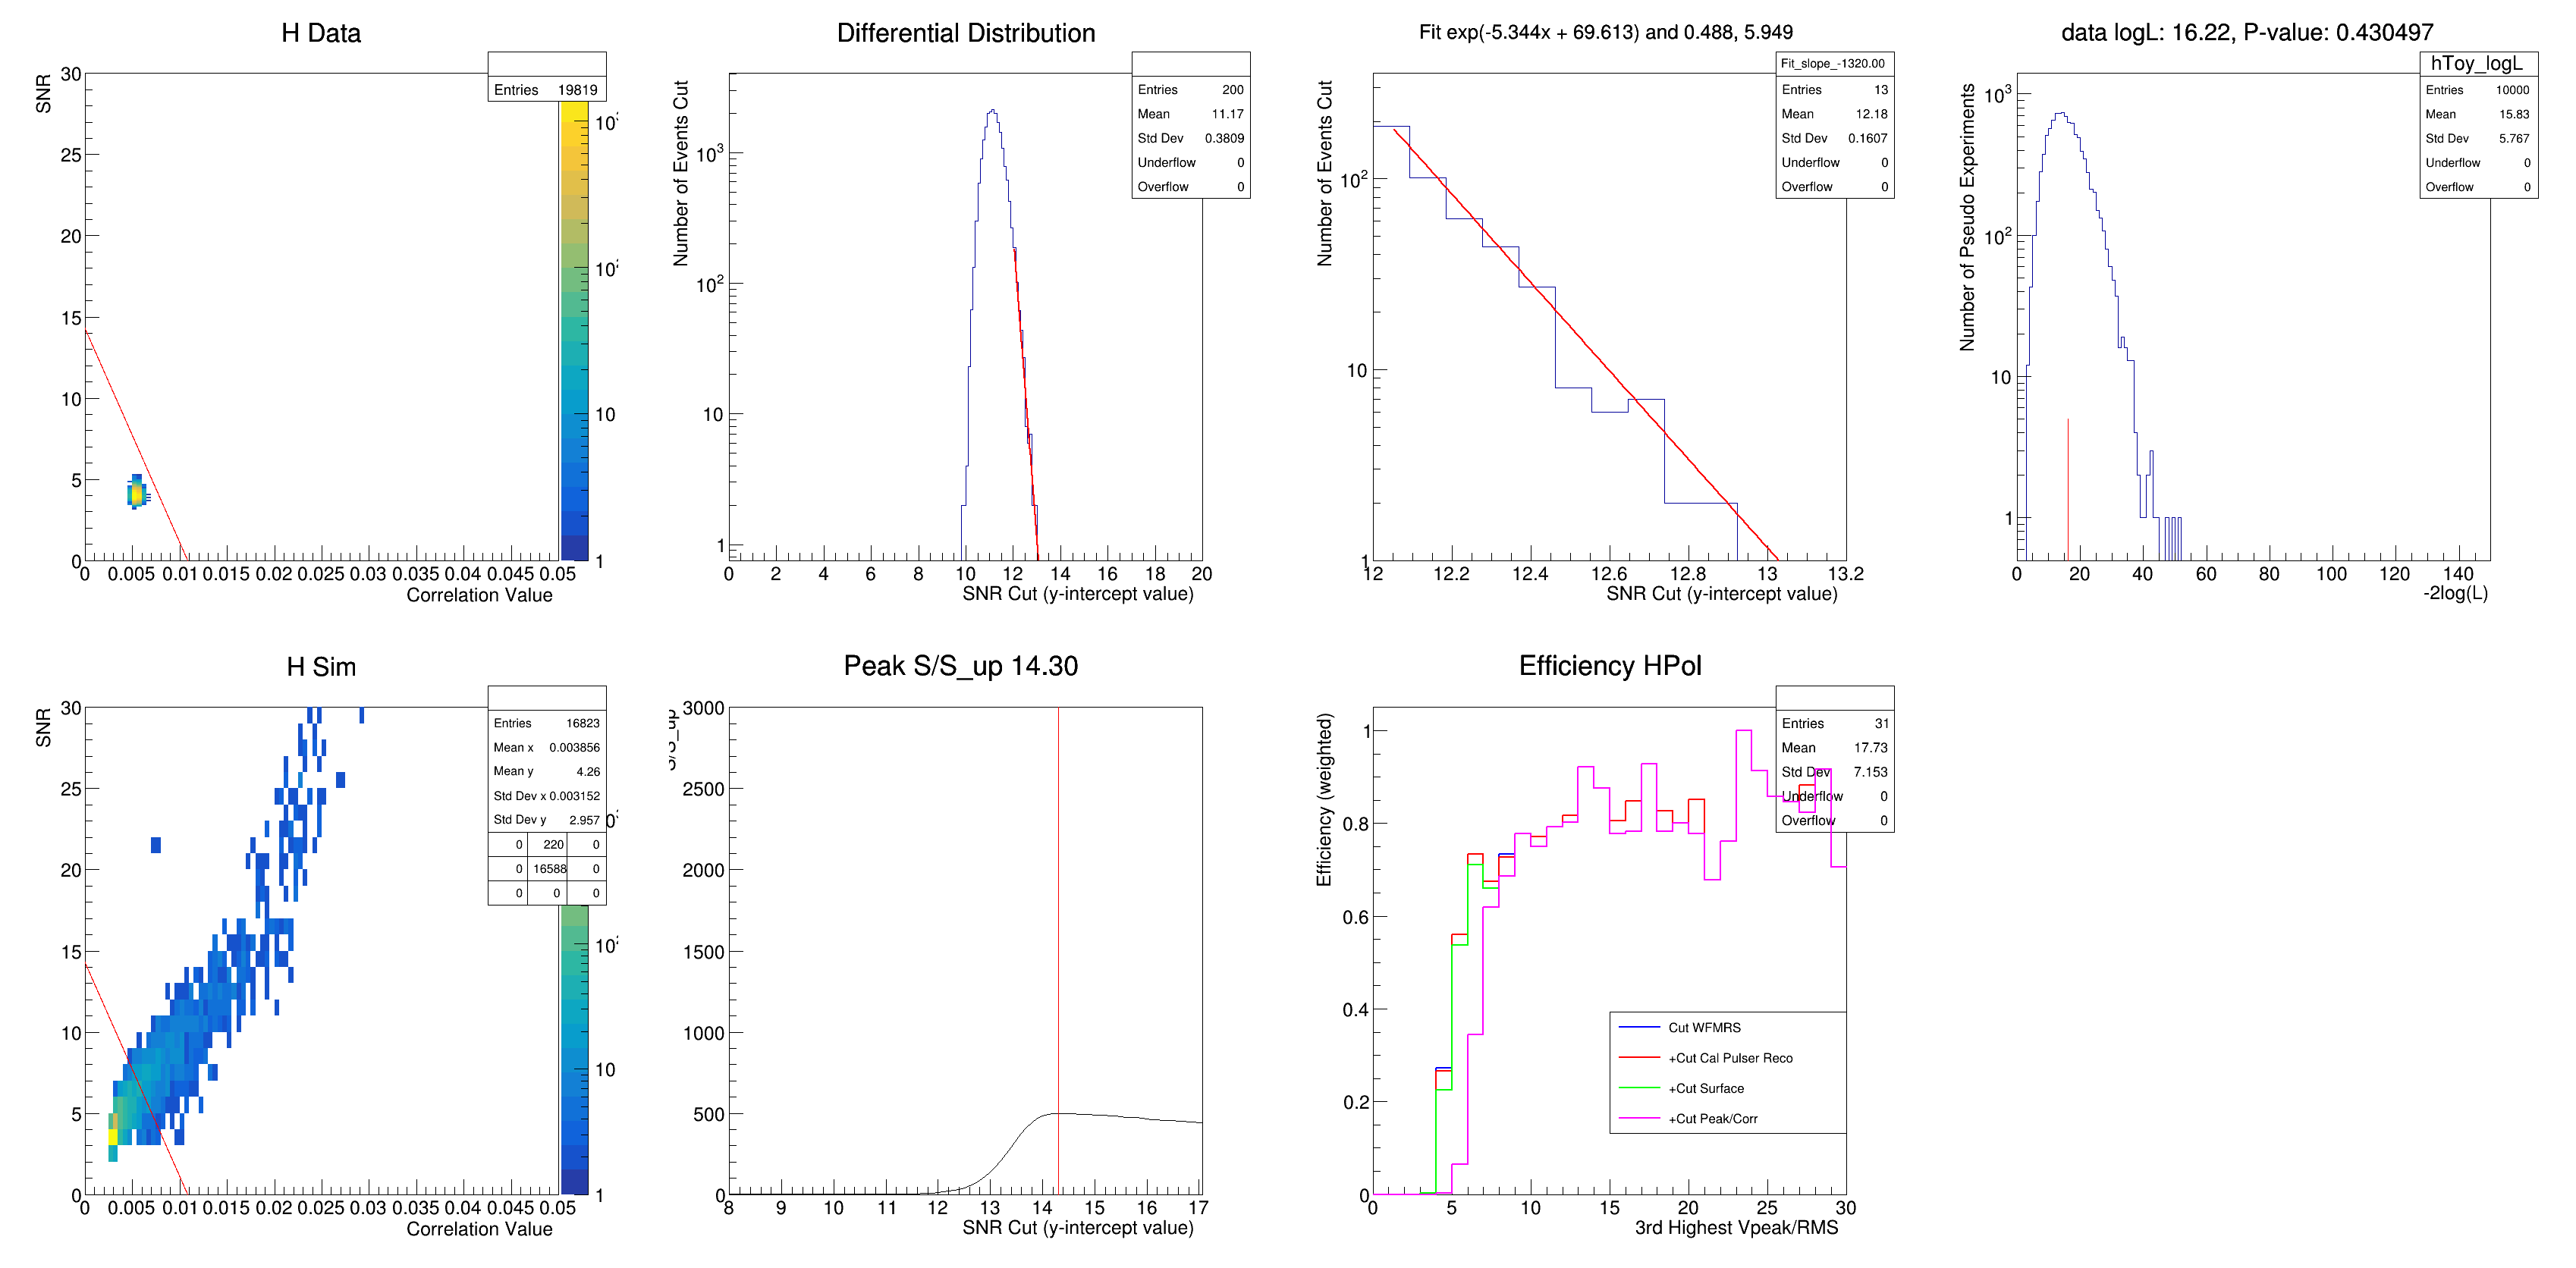 H Data
SNR
Entries 19819
30
25
20
15
10
5
0
10³
10²
10
1
0 0.005 0.01 0.015 0.02 0.025 0.03 0.035 0.04 0.045 0.05
Correlation Value
Differential Distribution
Number of Events Cut
Entries 200
Mean 11.17
Std Dev 0.3809
Underflow 0
Overflow 0
10³
10²
10
1
0 2 4 6 8 10 12 14 16 18 20
SNR Cut (y-intercept value)
Fit exp(-5.344x + 69.613) and 0.488, 5.949
Number of Events Cut
Fit_slope_-1320.00
Entries 13
Mean 12.18
Std Dev 0.1607
Underflow 0
Overflow 0
10²
10
1
12 12.2 12.4 12.6 12.8 13 13.2
SNR Cut (y-intercept value)
data logL: 16.22, P-value: 0.430497
Number of Pseudo Experiments
hToy_logL
Entries 10000
Mean 15.83
Std Dev 5.767
Underflow 0
Overflow 0
10³
10²
10
1
0 20 40 60 80 100 120 140
-2log(L)
H Sim
SNR
Entries 16823
Mean x 0.003856
Mean y 4.26
Std Dev x 0.003152
Std Dev y 2.957
0 220 0
0 16588 0
0 0 0
30
25
20
15
10
5
0
10²
10
1
0 0.005 0.01 0.015 0.02 0.025 0.03 0.035 0.04 0.045 0.05
Correlation Value
Peak S/S_up 14.30
S/S_up
3000
2500
2000
1500
1000
500
0
8 9 10 11 12 13 14 15 16 17
SNR Cut (y-intercept value)
Efficiency HPol
Efficiency (weighted)
Entries 31
Mean 17.73
Std Dev 7.153
Underflow 0
Overflow 0
1
0.8
0.6
0.4
0.2
0
Cut WFMRS
+Cut Cal Pulser Reco
+Cut Surface
+Cut Peak/Corr
0 5 10 15 20 25 30
3rd Highest Vpeak/RMS